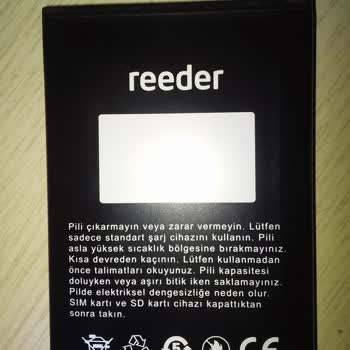 reeder
Pili çıkarmayın veya zarar vermeyin. Lütfen
sadece standart şarj cihazını kullanın. Pili
asla yüksek sıcaklık bölgesine bırakmayınız.
Kısa devreden kaçının. Lütfen kullanmadan
önce talimatları okuyunuz. Pili kapasitesi
doluyken veya aşırı bitik iken saklamayınız.
Pilde elektriksel dengesizliğe neden olur.
SIM kartı ve SD kartı cihazı kapattıktan
sonra takın.
5 CE